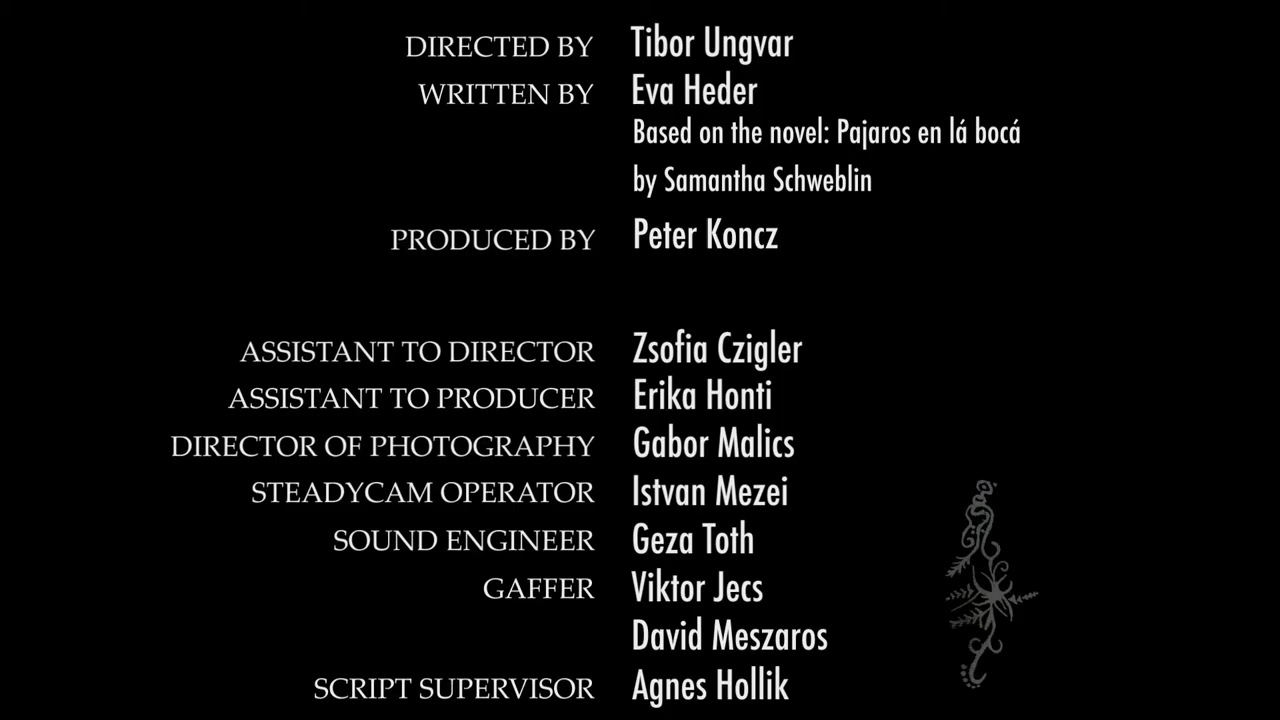 DIRECTED BY Tibor Ungvar
WRITTEN BY Eva Heder
Based on the novel: Pajaros en lá bocá
by Samantha Schweblin
PRODUCED BY Peter Koncz
ASSISTANT TO DIRECTOR Zsofia Czigler
ASSISTANT TO PRODUCER Erika Honti
DIRECTOR OF PHOTOGRAPHY Gabor Malics
STEADYCAM OPERATOR Istvan Mezei
SOUND ENGINEER Geza Toth
GAFFER Viktor Jecs
David Meszaros
SCRIPT SUPERVISOR Agnes Hollik